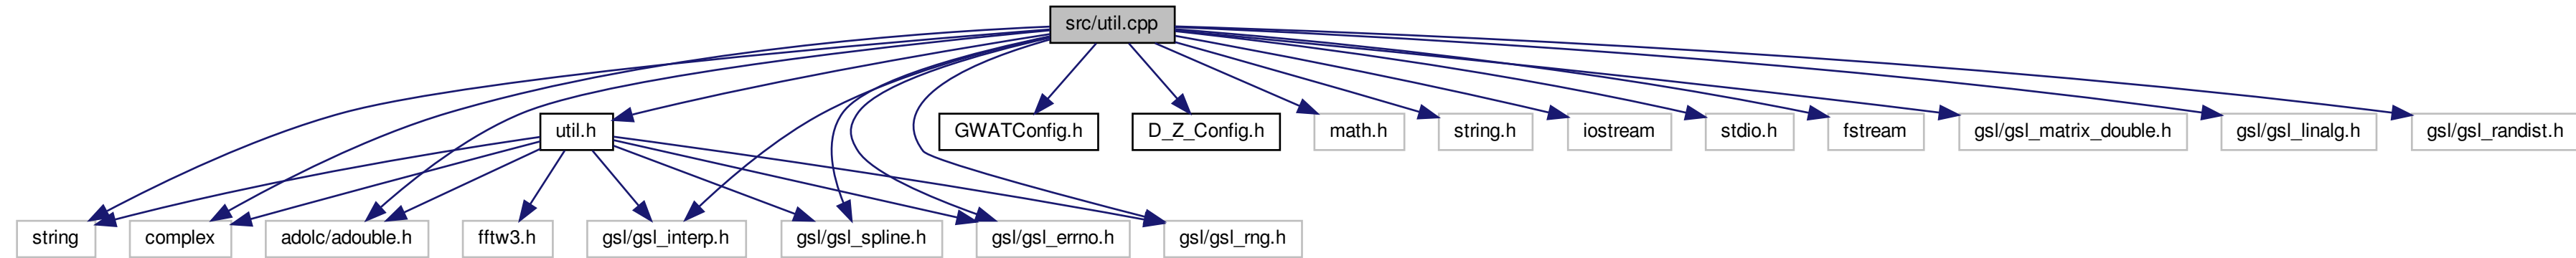 src/util.cpp
util.h
GWATConfig.h
D_Z_Config.h
math.h
string.h
iostream
stdio.h
fstream
gsl/gsl_matrix_double.h
gsl/gsl_linalg.h
gsl/gsl_randist.h
string
complex
adolc/adouble.h
fftw3.h
gsl/gsl_interp.h
gsl/gsl_spline.h
gsl/gsl_errno.h
gsl/gsl_rng.h